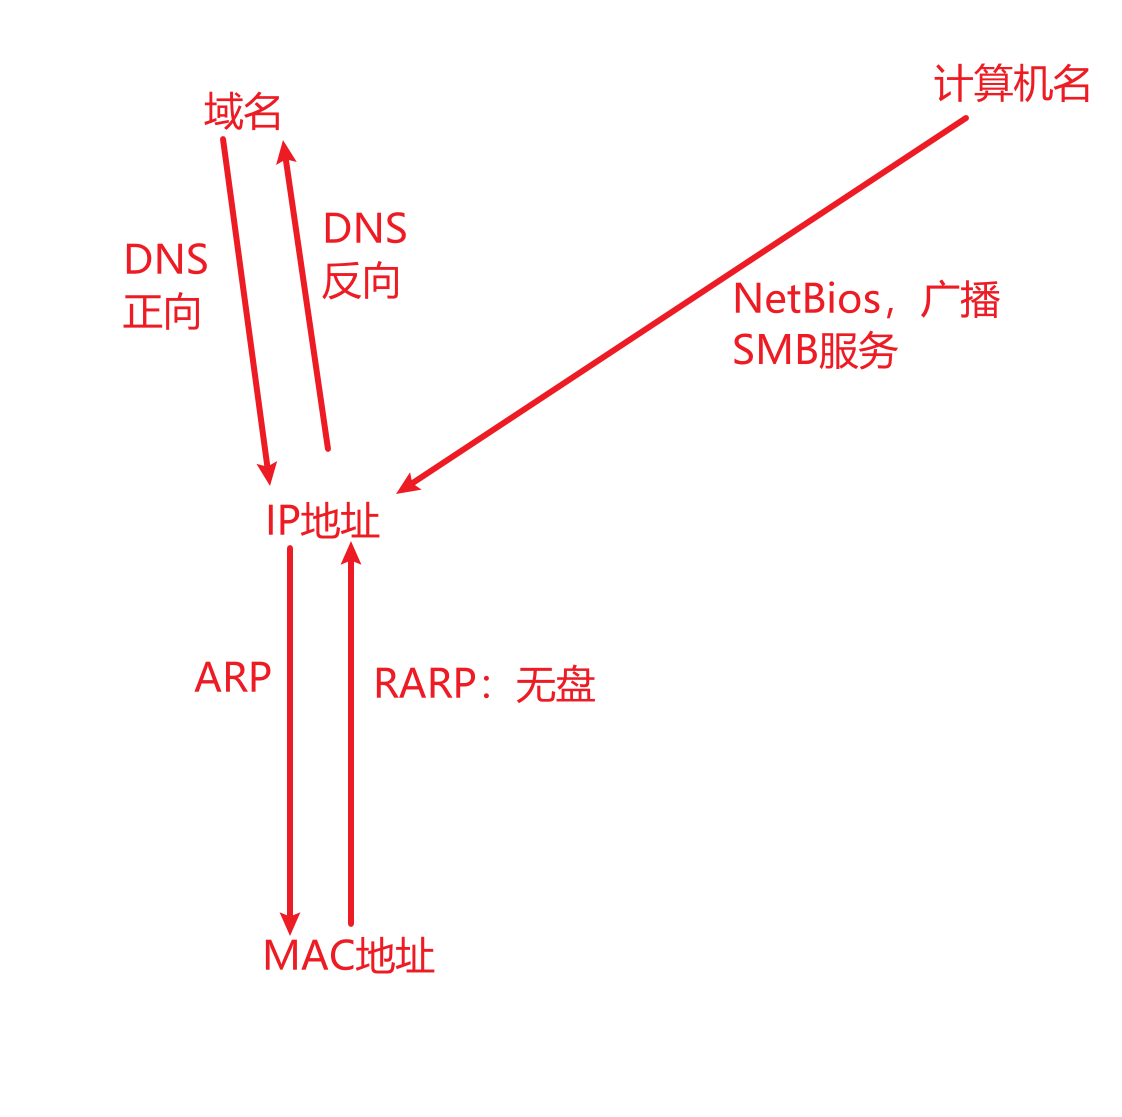 计算机名
域名
DNS
反向
DNS
正向
NetBios，广播
SMB服务
IP地址
ARP
RARP：无盘
MAC地址